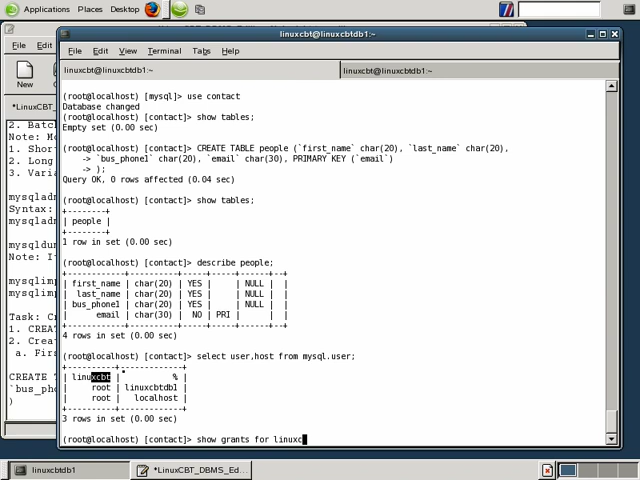 Applications Places Desktop
linuxcbt@linuxcbtdb1:~
File
File Edit View Terminal Tabs Help
New
linuxcbt@linuxcbtdb1:~
linuxcbt@linuxcbtdb1:~
*LinuxCBT_
2. Batc
Note: M
1. Shor
2. Long
3. Vari
mysqlad
Syntax:
mysqlad
mysqldu
Note: I
mysqlim
mysqlim
Task: C
1. CREA
2. Crea
a. Firs
CREATE T
`bus_pho
)
(root@localhost) [mysql]> use contact
Database changed
(root@localhost) [contact]> show tables;
Empty set (0.00 sec)
(root@localhost) [contact]> CREATE TABLE people (`first_name` char(20), `last_name` char(20),
-> `bus_phone1` char(20), `email` char(30), PRIMARY KEY (`email`)
-> );
Query OK, 0 rows affected (0.04 sec)
(root@localhost) [contact]> show tables;
+--------+
| people |
+--------+
1 row in set (0.00 sec)
(root@localhost) [contact]> describe people;
| first_name | char(20) | YES | | NULL | |
| last_name | char(20) | YES | | NULL | |
| bus_phone1 | char(20) | YES | | NULL | |
| email | char(30) | NO | PRI | | |
4 rows in set (0.00 sec)
(root@localhost) [contact]> select user,host from mysql.user;
| linuxcbt | % |
| root | linuxcbtdb1 |
| root | localhost |
3 rows in set (0.00 sec)
(root@localhost) [contact]> show grants for linuxc
linuxcbtdb1
*LinuxCBT_DBMS_Ed...